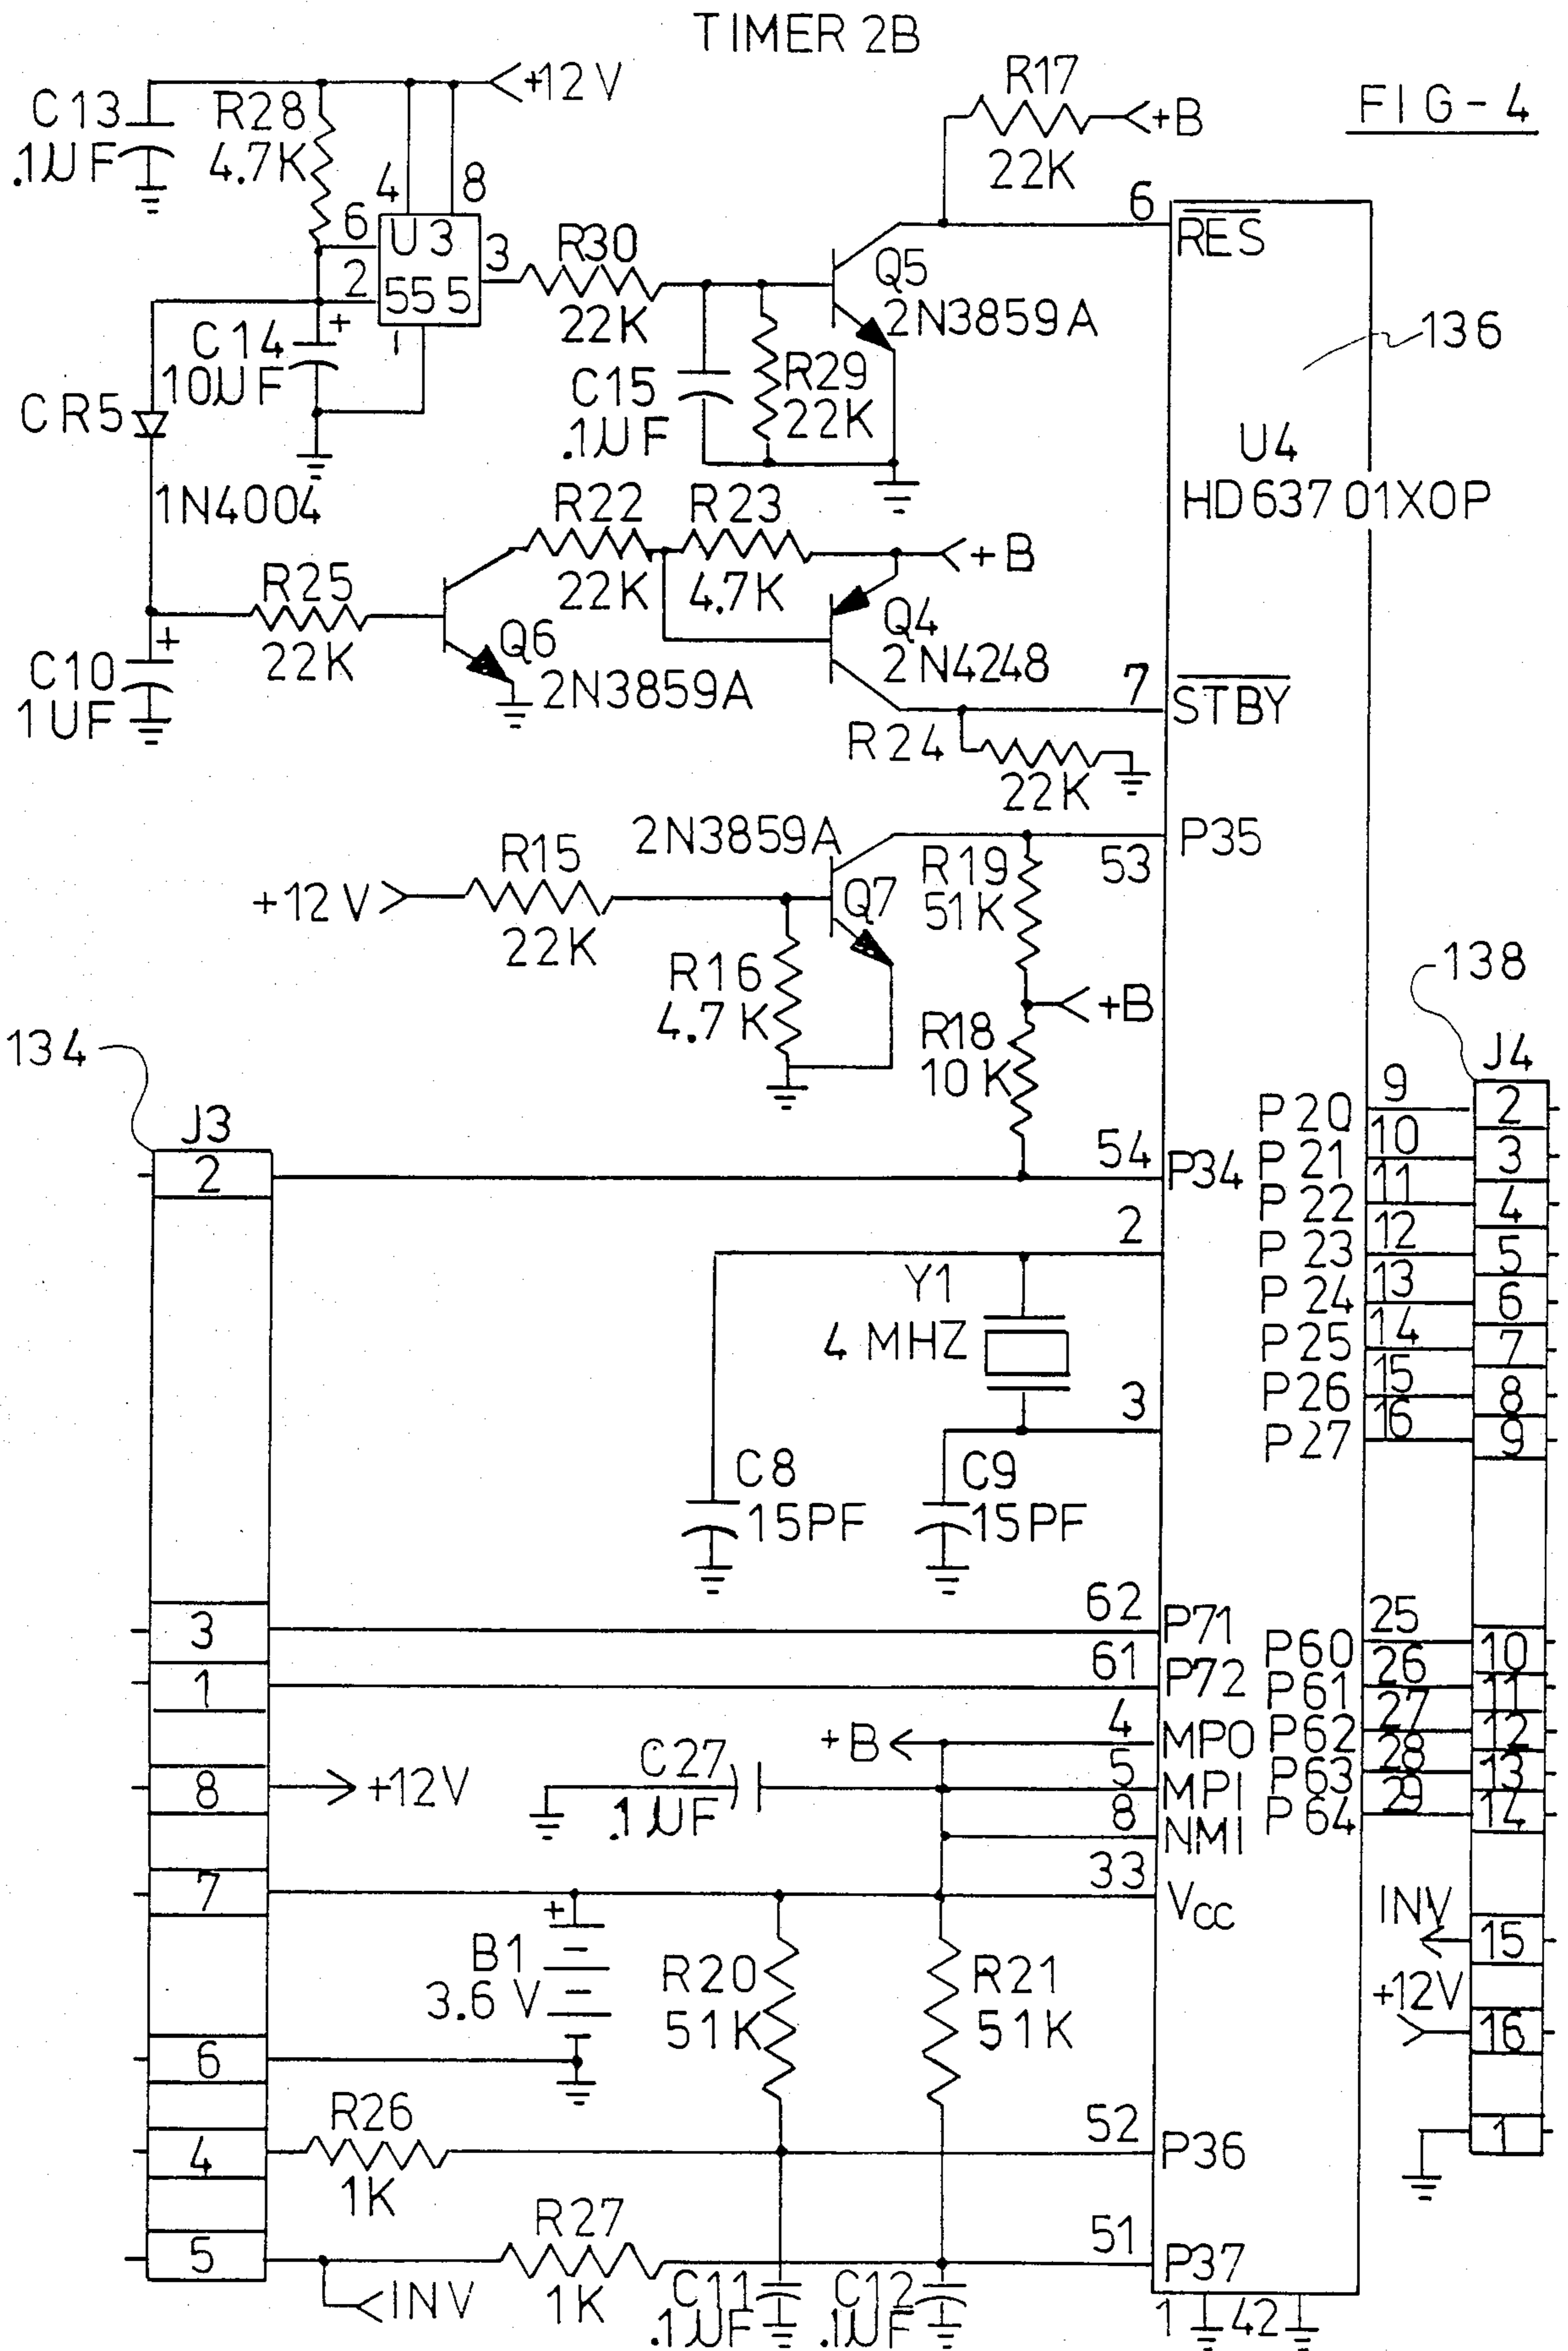 TIMER 2B
FIG-4
C13
.1UF
R28
4.7K
+12V
4
8
6
2
U3
555
3
1
C14
10UF
+
CR5
1N4004
R30
22K
C15
.1UF
R29
22K
Q5
2N3859A
R17
22K
+B
6
RES
136
U4
HD63701XOP
R25
22K
C10
1UF
+
Q6
2N3859A
R22
22K
R23
4.7K
+B
Q4
2N4248
7
STBY
R24
22K
+12V
R15
22K
2N3859A
Q7
R16
4.7K
R19
51K
53
P35
+B
R18
10K
54
P34
134
J3
2
138
J4
P20
9
2
P21
10
3
P22
11
4
P23
12
5
P24
13
6
P25
14
7
P26
15
8
P27
16
9
2
Y1
4 MHZ
3
C8
15PF
C9
15PF
3
62
P71
1
61
P72
P60
25
10
P61
26
11
P62
27
12
P63
28
13
P64
29
14
+B
4
MPO
C27
.1UF
5
MPI
8
NMI
8
+12V
7
33
VCC
+
B1
3.6 V
R20
51K
R21
51K
INV
15
+12V
16
1
6
4
R26
1K
52
P36
5
R27
1K
51
P37
INV
C11
.1UF
C12
.1UF
1
42